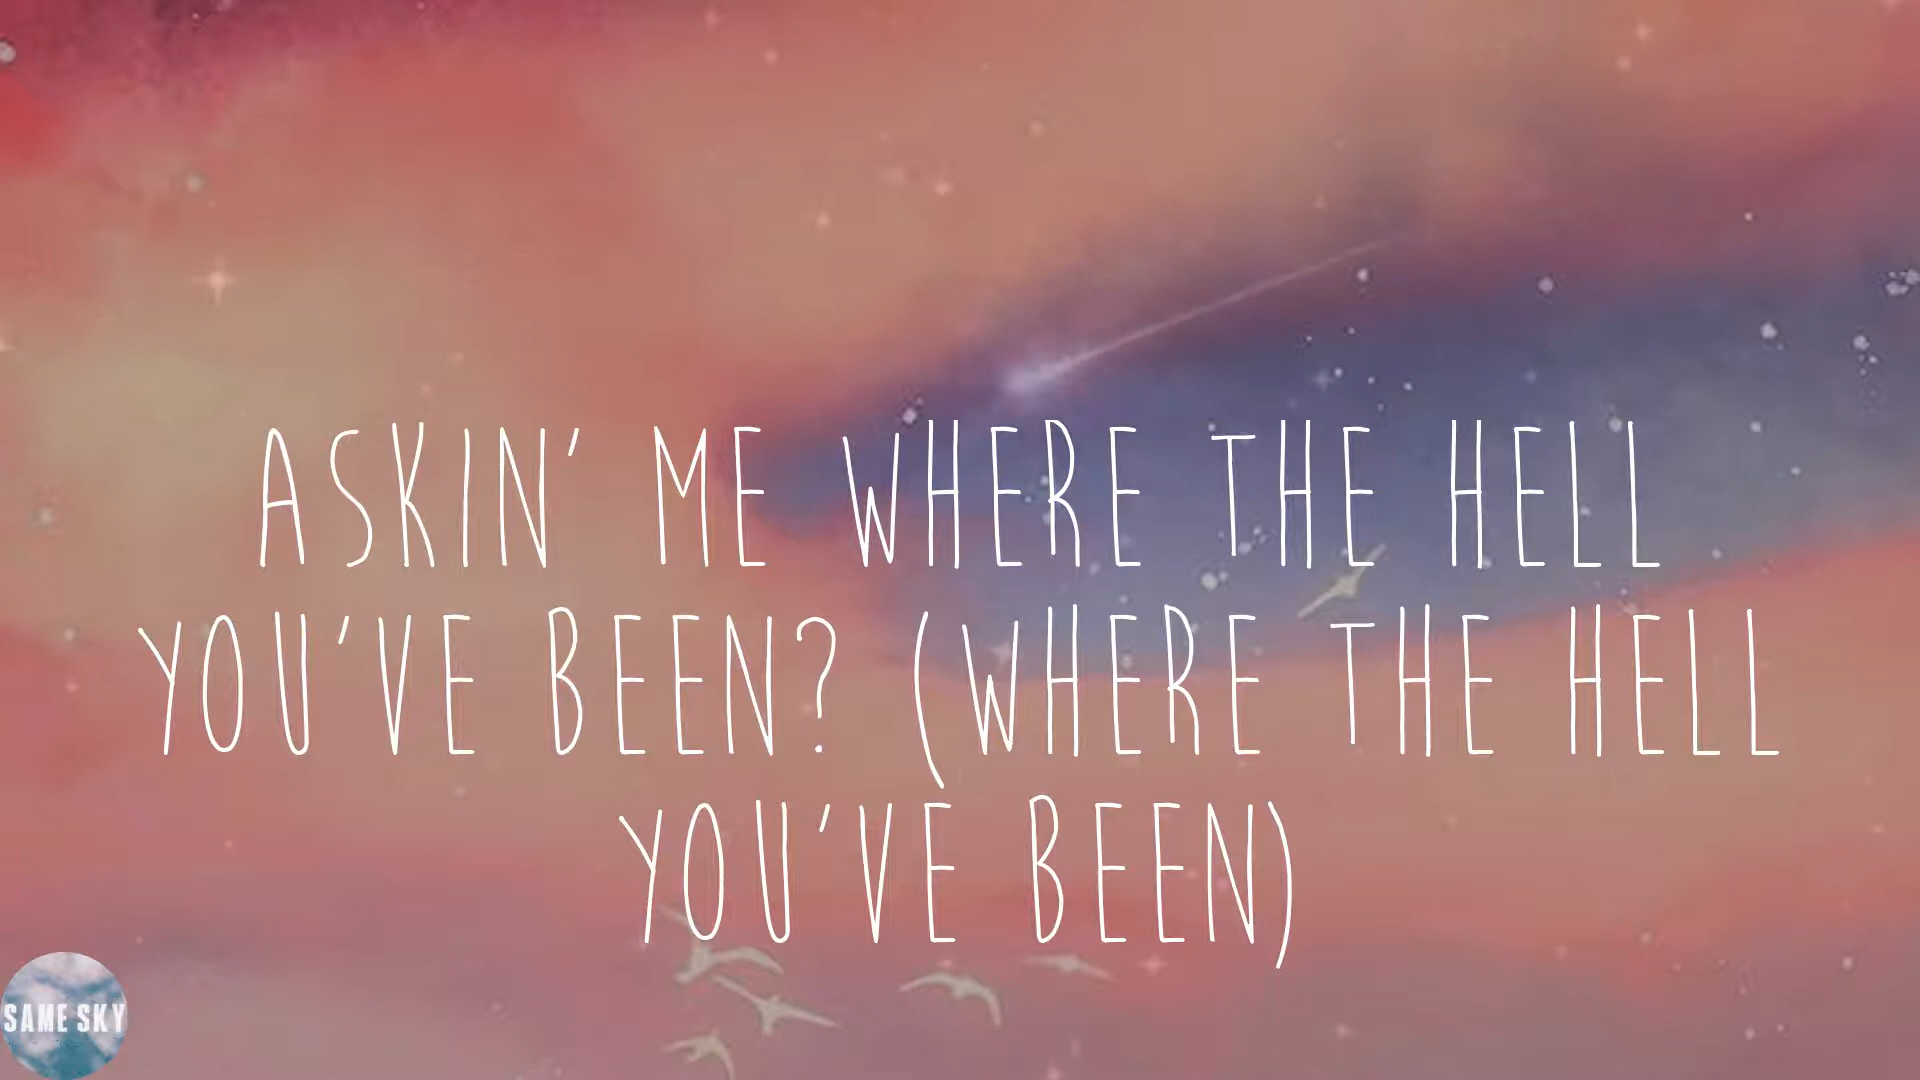 ASKIN' ME WHERE THE HELL
YOU'VE BEEN? (WHERE THE HELL
YOU'VE BEEN)
SAME SKY